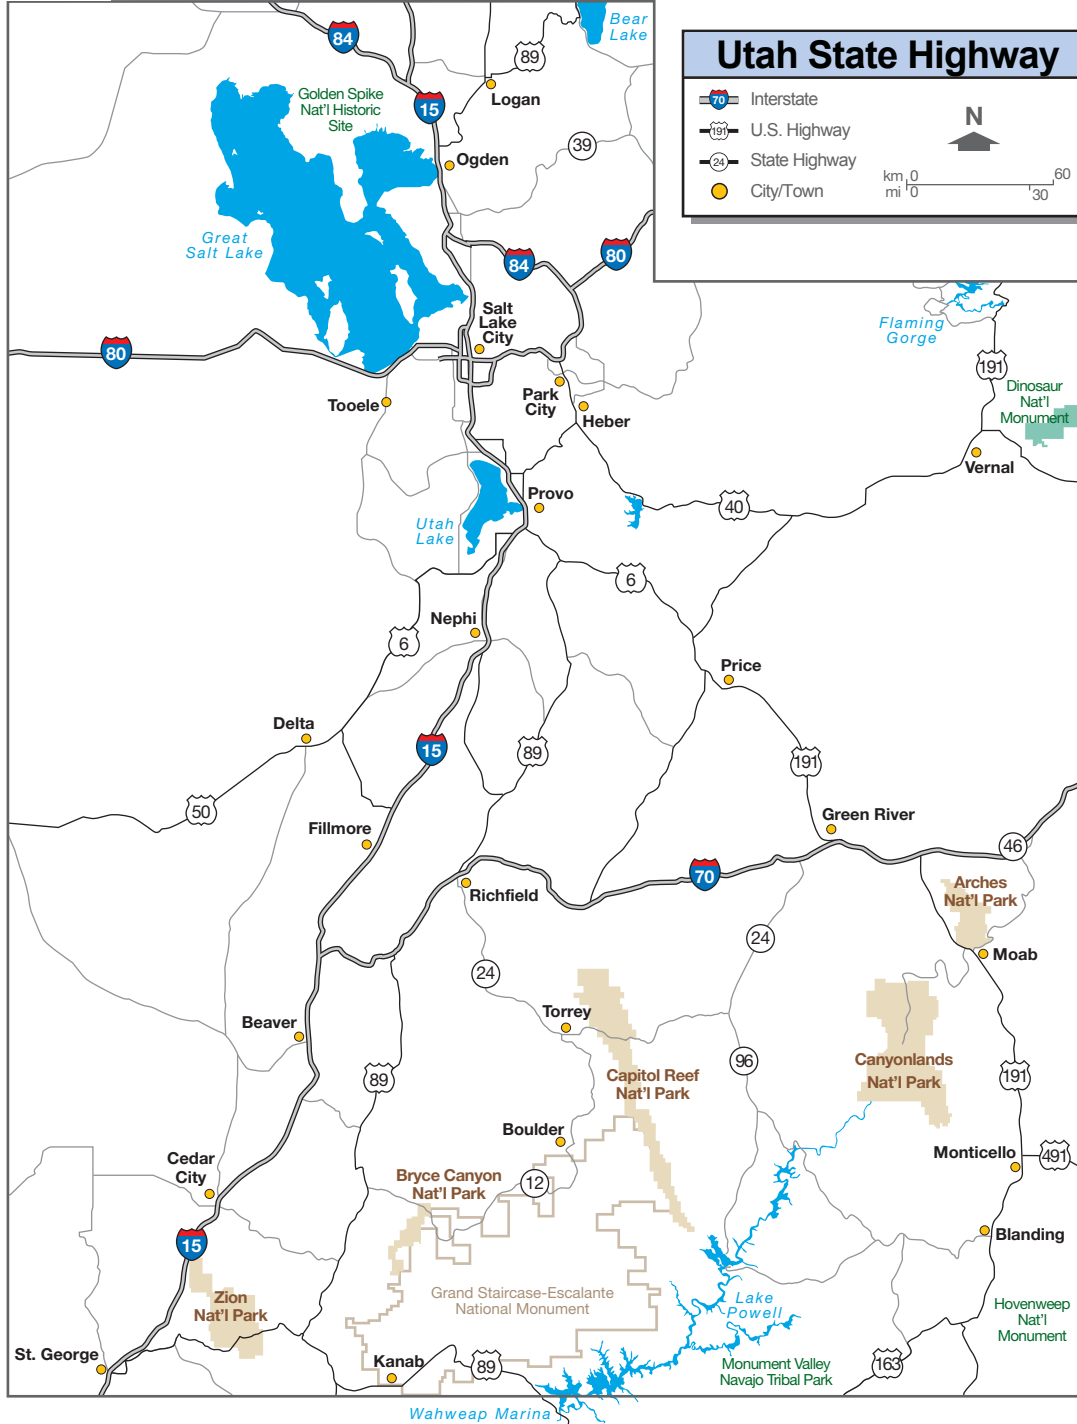 Utah State Highway
70
Interstate
191
U.S. Highway
24
State Highway
City/Town
N
km 0 60
mi 0 30
Bear
Lake
84
89
15
Logan
Golden Spike
Nat'l Historic
Site
39
Ogden
Great
Salt Lake
84
80
Salt
Lake
City
Flaming
Gorge
80
191
Dinosaur
Nat'l
Monument
Park
City
Tooele
Heber
Vernal
Provo
40
Utah
Lake
6
Nephi
6
Price
Delta
15
89
191
50
Fillmore
Green River
46
70
Arches
Nat'l Park
Richfield
24
Moab
24
Torrey
Beaver
96
Canyonlands
Nat'l Park
Capitol Reef
Nat'l Park
89
191
Boulder
Monticello
491
Cedar
City
Bryce Canyon
Nat'l Park
12
Blanding
15
Grand Staircase-Escalante
National Monument
Zion
Nat'l Park
Lake
Powell
Hovenweep
Nat'l
Monument
St. George
Kanab
89
Monument Valley
Navajo Tribal Park
163
Wahweap Marina